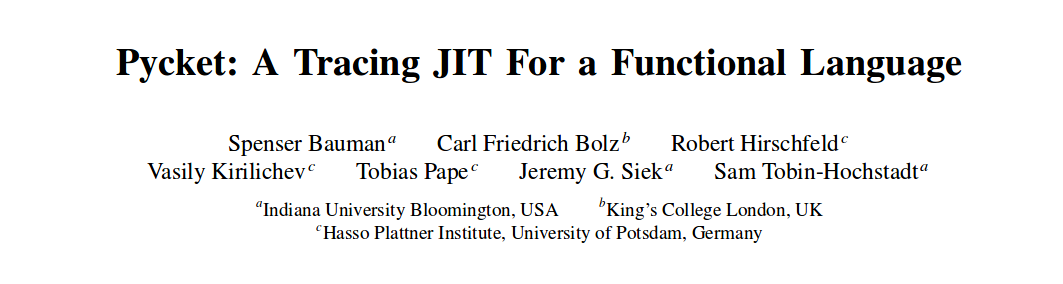 Pycket: A Tracing JIT For a Functional Language
Spenser Bauman a Carl Friedrich Bolz b Robert Hirschfeld c
Vasily Kirilichev c Tobias Pape c Jeremy G. Siek a Sam Tobin-Hochstadt a
a Indiana University Bloomington, USA b King's College London, UK
c Hasso Plattner Institute, University of Potsdam, Germany